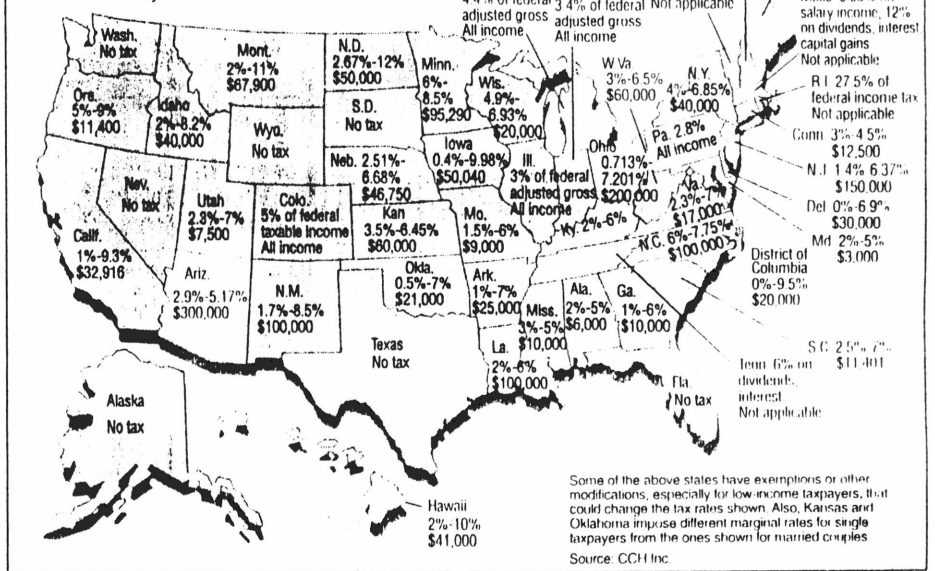 3.4% of federal
adjusted gross
All income
adjusted gross
All income
Not applicable
salary income, 12%
on dividends, interest
capital gains
Not applicable
Wash.
No tax
Mont.
2%-11%
$67,900
N.D.
2.67%-12%
$50,000
Minn.
6%-
8.5%
$95,290
Wis.
4.9%-
6.93%
$20,000
W Va
3%-6.5%
$60,000
N.Y.
4%-6.85%
$40,000
R.I 27.5% of
federal income tax
Not applicable
Ore.
5%-9%
$11,400
Idaho
2%-8.2%
$40,000
S.D.
No tax
Wyo.
No tax
Pa. 2.8%
All income
Conn 3%-4.5%
$12,500
Iowa
0.4%-9.98%
$50,040
Ill.
3% of federal
adjusted gross
All income
Ohio
0.713%-
7.201%
$200,000
N.J 1.4% 6.37%
$150,000
Neb. 2.51%-
6.68%
$46,750
Nev.
No tax
Utah
2.3%-7%
$7,500
Colo.
5% of federal
taxable income
All income
Kan
3.5%-6.45%
$60,000
Mo.
1.5%-6%
$9,000
Ky. 2%-6%
Va.
2.3%-7%
$17,000
Del 0%-6.9%
$30,000
Md. 2%-5%
$3,000
Calif.
1%-9.3%
$32,916
N.C. 6%-7.75%
$100,000
District of
Columbia
0%-9.5%
$20,000
Ariz.
2.9%-5.17%
$300,000
N.M.
1.7%-8.5%
$100,000
Okla.
0.5%-7%
$21,000
Ark.
1%-7%
$25,000
Miss.
3%-5%
$10,000
Ala.
2%-5%
$6,000
Ga.
1%-6%
$10,000
Texas
No tax
La.
2%-6%
$100,000
S.C. 2.5% 7%
Tenn. 6% on
dividends,
interest
Not applicable
Fla.
No tax
Alaska
No tax
Hawaii
2%-10%
$41,000
Some of the above states have exemptions or other
modifications, especially for low-income taxpayers, that
could change the tax rates shown. Also, Kansas and
Oklahoma impose different marginal rates for single
taxpayers from the ones shown for married couples.
Source: CCH Inc.